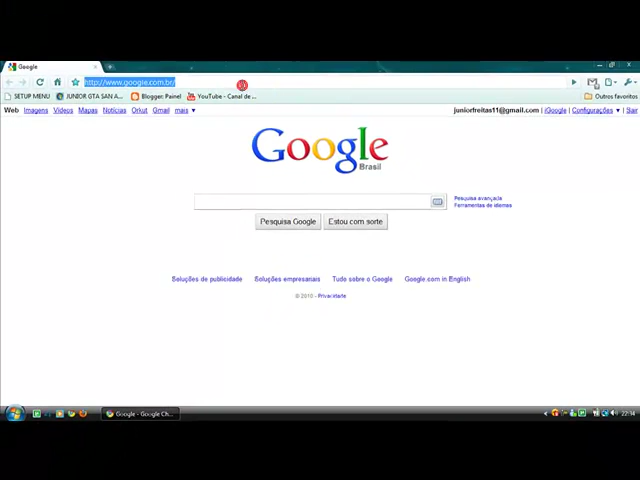 Google
http://www.google.com.br/
SETUP MENU JUNIOR GTA SAN A... Blogger: Painel YouTube - Canal de ... Outros favoritos
Web Imagens Vídeos Mapas Notícias Orkut Gmail mais ▼ juniorfreitas11@gmail.com | iGoogle | Configurações ▼ | Sair
Google
Brasil
Pesquisa avançada
Ferramentas de idiomas
Pesquisa Google Estou com sorte
Soluções de publicidade Soluções empresariais Tudo sobre o Google Google.com in English
© 2010 - Privacidade
Google - Google Ch... 22:14